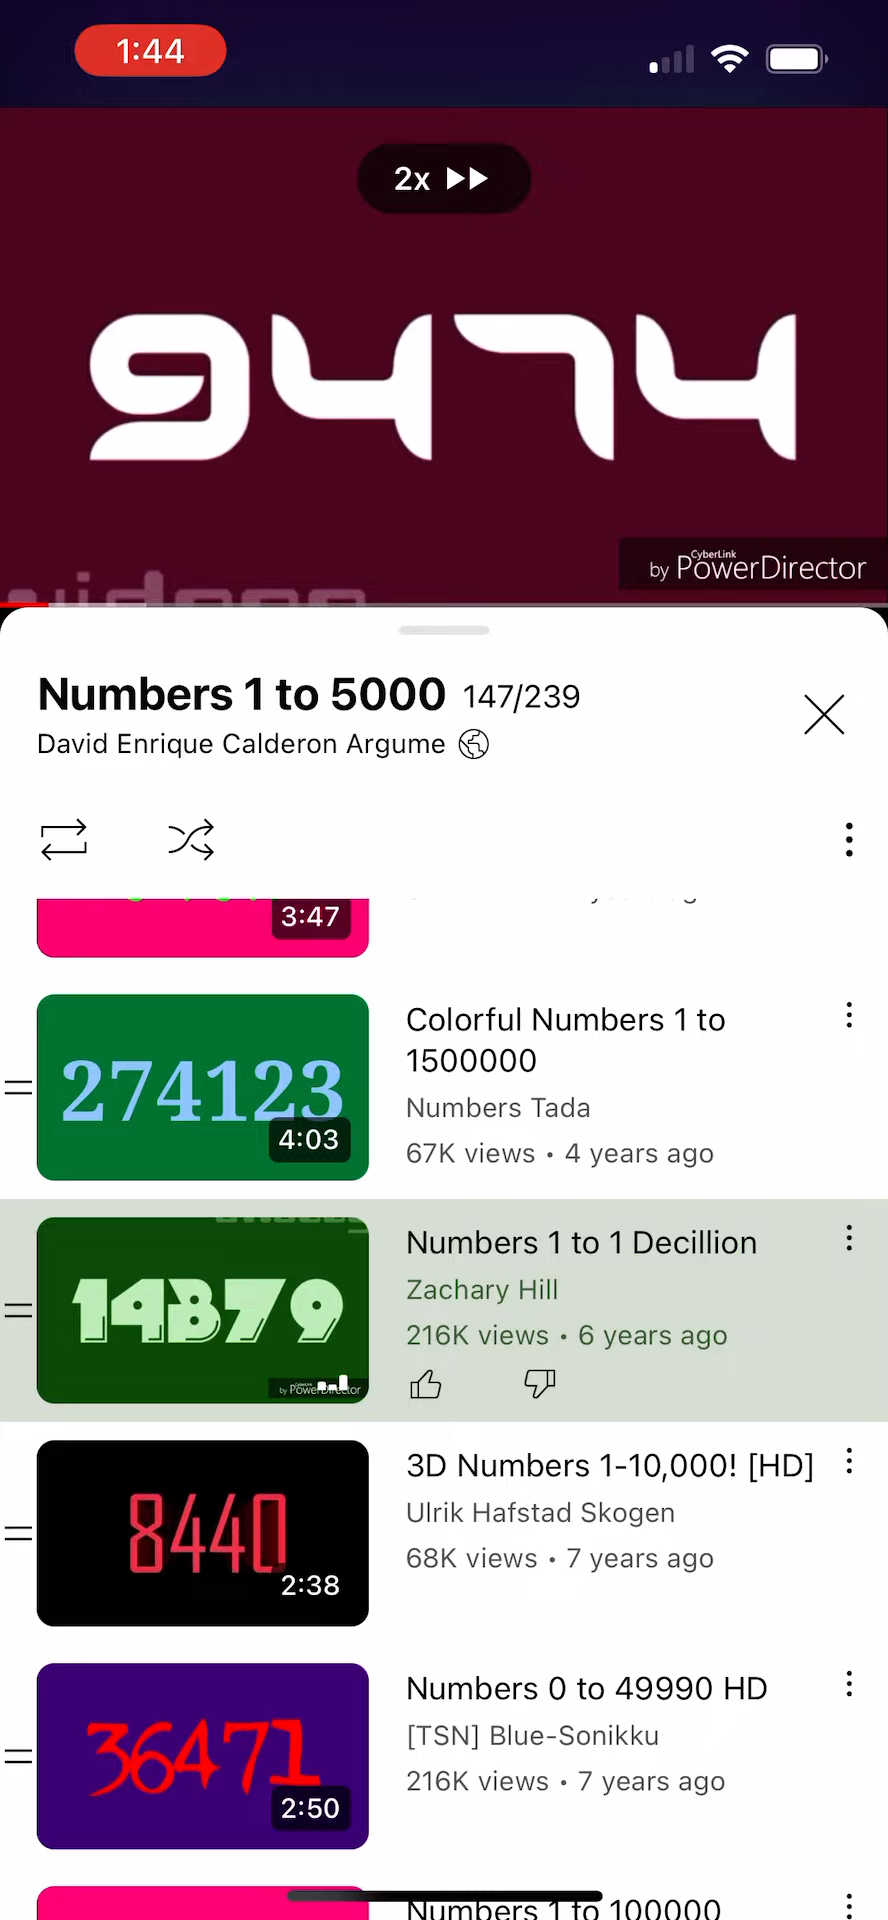 1:44
2x
9474
by CyberLink PowerDirector
Numbers 1 to 5000 147/239
David Enrique Calderon Argume
3:47
274123
4:03
Colorful Numbers 1 to
1500000
Numbers Tada
67K views • 4 years ago
14879
by CyberLink PowerDirector
Numbers 1 to 1 Decillion
Zachary Hill
216K views • 6 years ago
8440
2:38
3D Numbers 1-10,000! [HD]
Ulrik Hafstad Skogen
68K views • 7 years ago
36471
2:50
Numbers 0 to 49990 HD
[TSN] Blue-Sonikku
216K views • 7 years ago
Numbers 1 to 100000